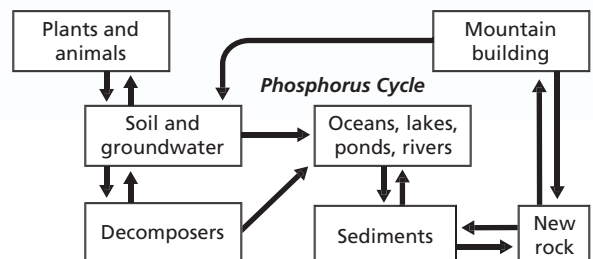 Plants and
animals
Mountain
building
Phosphorus Cycle
Soil and
groundwater
Oceans, lakes,
ponds, rivers
Decomposers
Sediments
New
rock